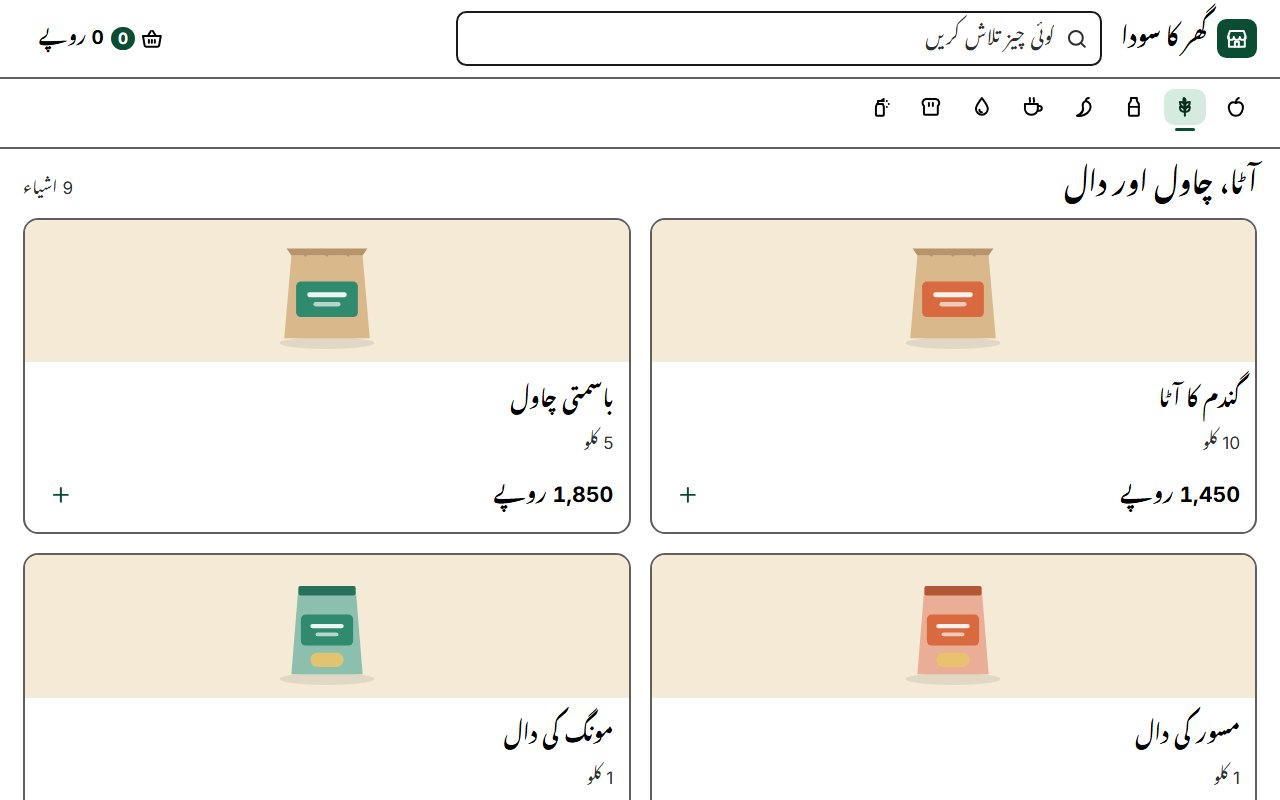 گھر کا سودا
کوئی چیز تلاش کریں
0
0 روپے
آٹا، چاول اور دال
9 اشیاء
گندم کا آٹا
10 کلو
1,450 روپے
باسمتی چاول
5 کلو
1,850 روپے
مسور کی دال
1 کلو
مونگ کی دال
1 کلو